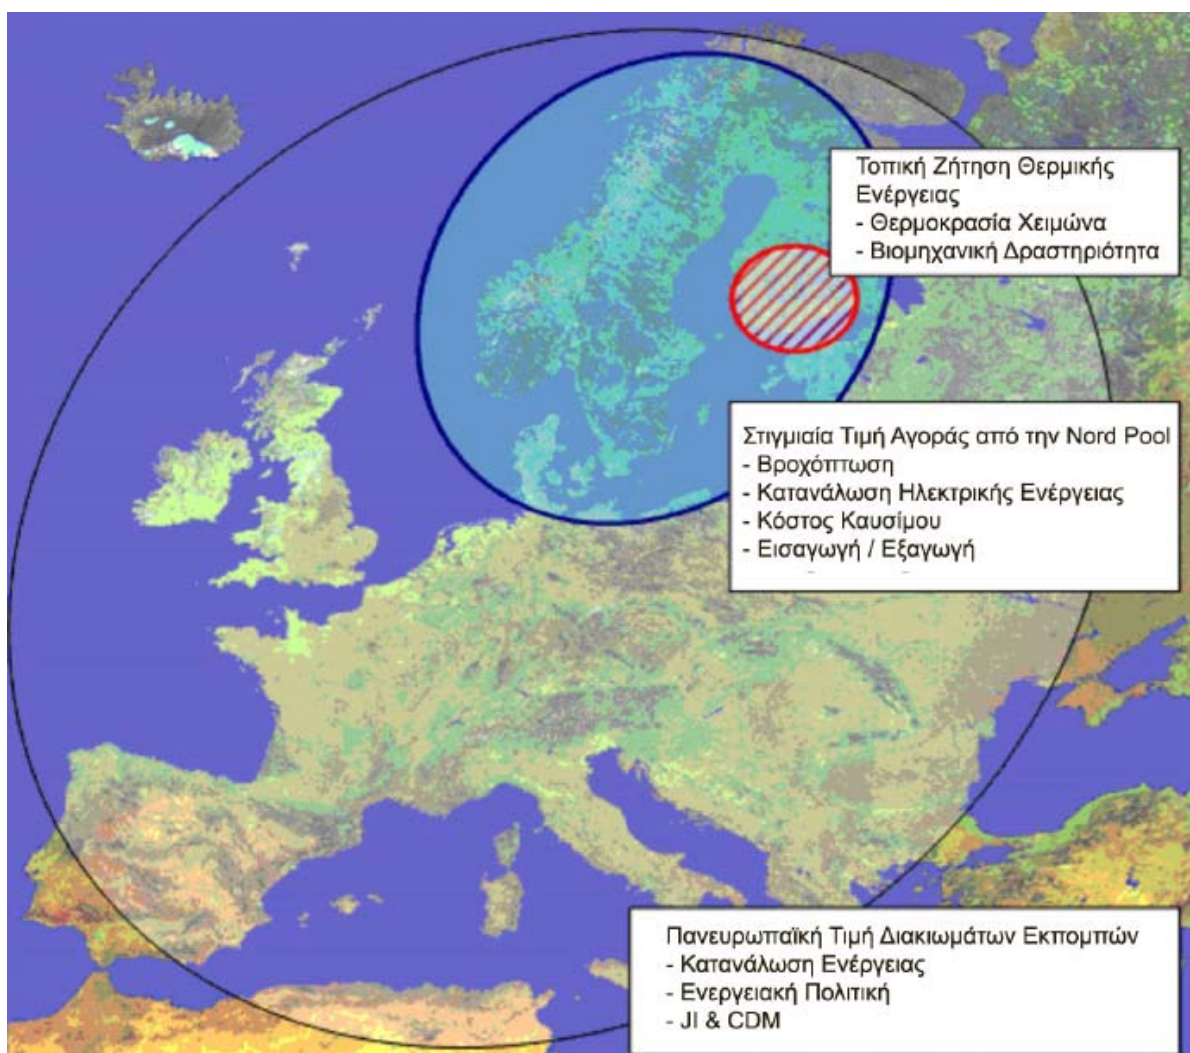 Τοπική Ζήτηση Θερμικής
Ενέργειας
- Θερμοκρασία Χειμώνα
- Βιομηχανική Δραστηριότητα
Στιγμιαία Τιμή Αγοράς από την Nord Pool
- Βροχόπτωση
- Κατανάλωση Ηλεκτρικής Ενέργειας
- Κόστος Καυσίμου
- Εισαγωγή / Εξαγωγή
Πανευρωπαϊκή Τιμή Διακιωμάτων Εκπομπών
- Κατανάλωση Ενέργειας
- Ενεργειακή Πολιτική
- JI & CDM